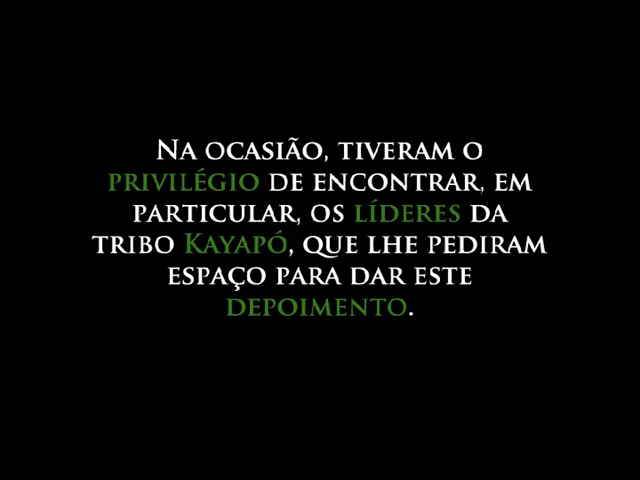 Na ocasião, tiveram o
privilégio de encontrar, em
particular, os líderes da
tribo Kayapó, que lhe pediram
espaço para dar este
depoimento.